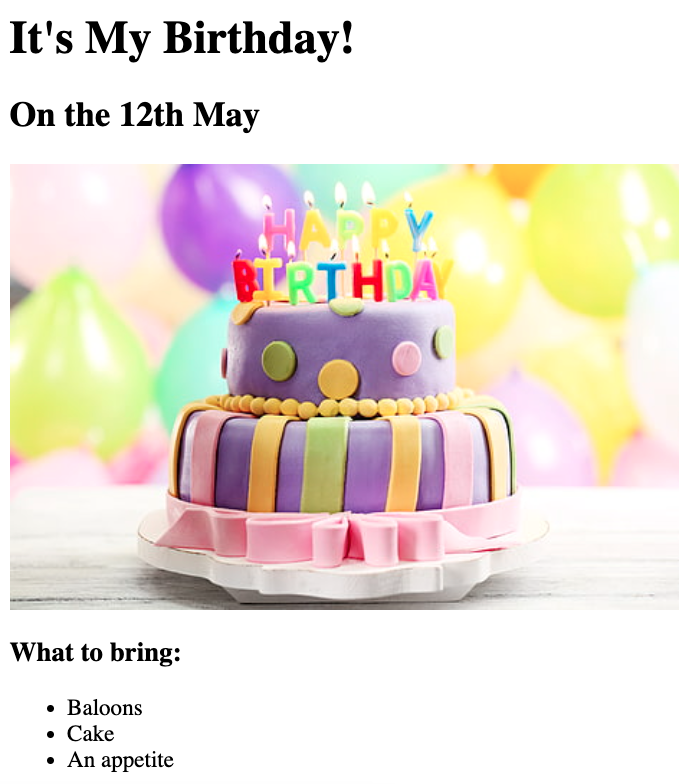 It's My Birthday!
On the 12th May
HAPPY
BIRTHDAY
What to bring:
Baloons
Cake
An appetite